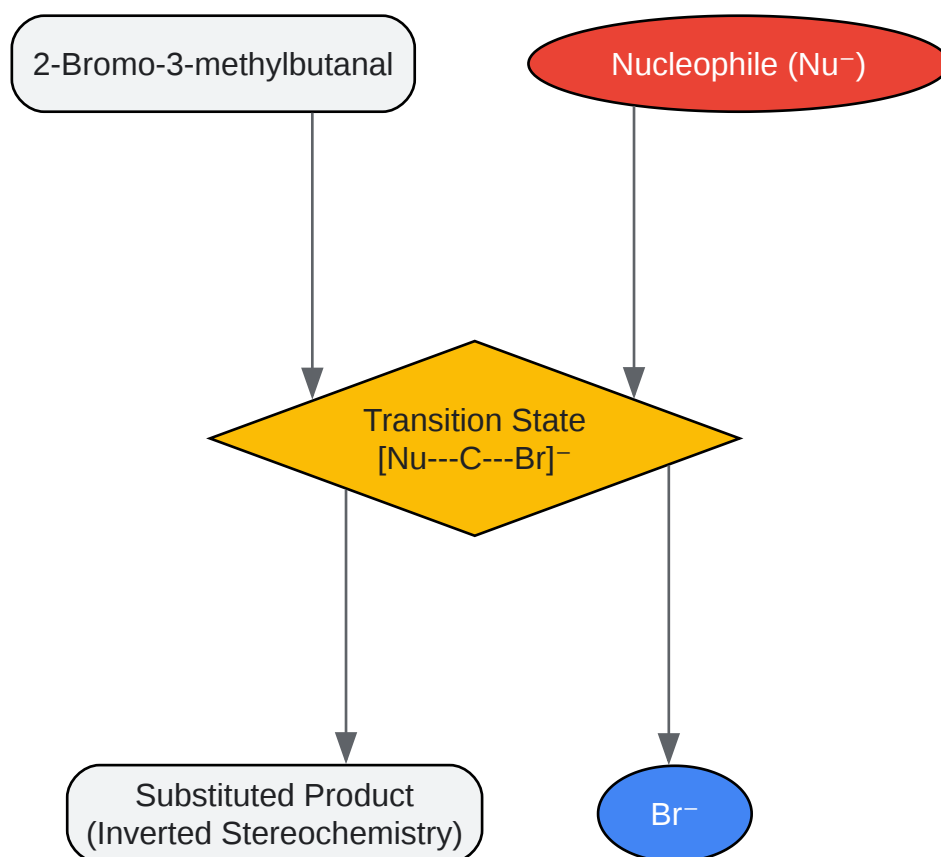 2-Bromo-3-methylbutanal
Nucleophile (Nu⁻)
Transition State
[Nu---C---Br]⁻
Substituted Product
(Inverted Stereochemistry)
Br⁻